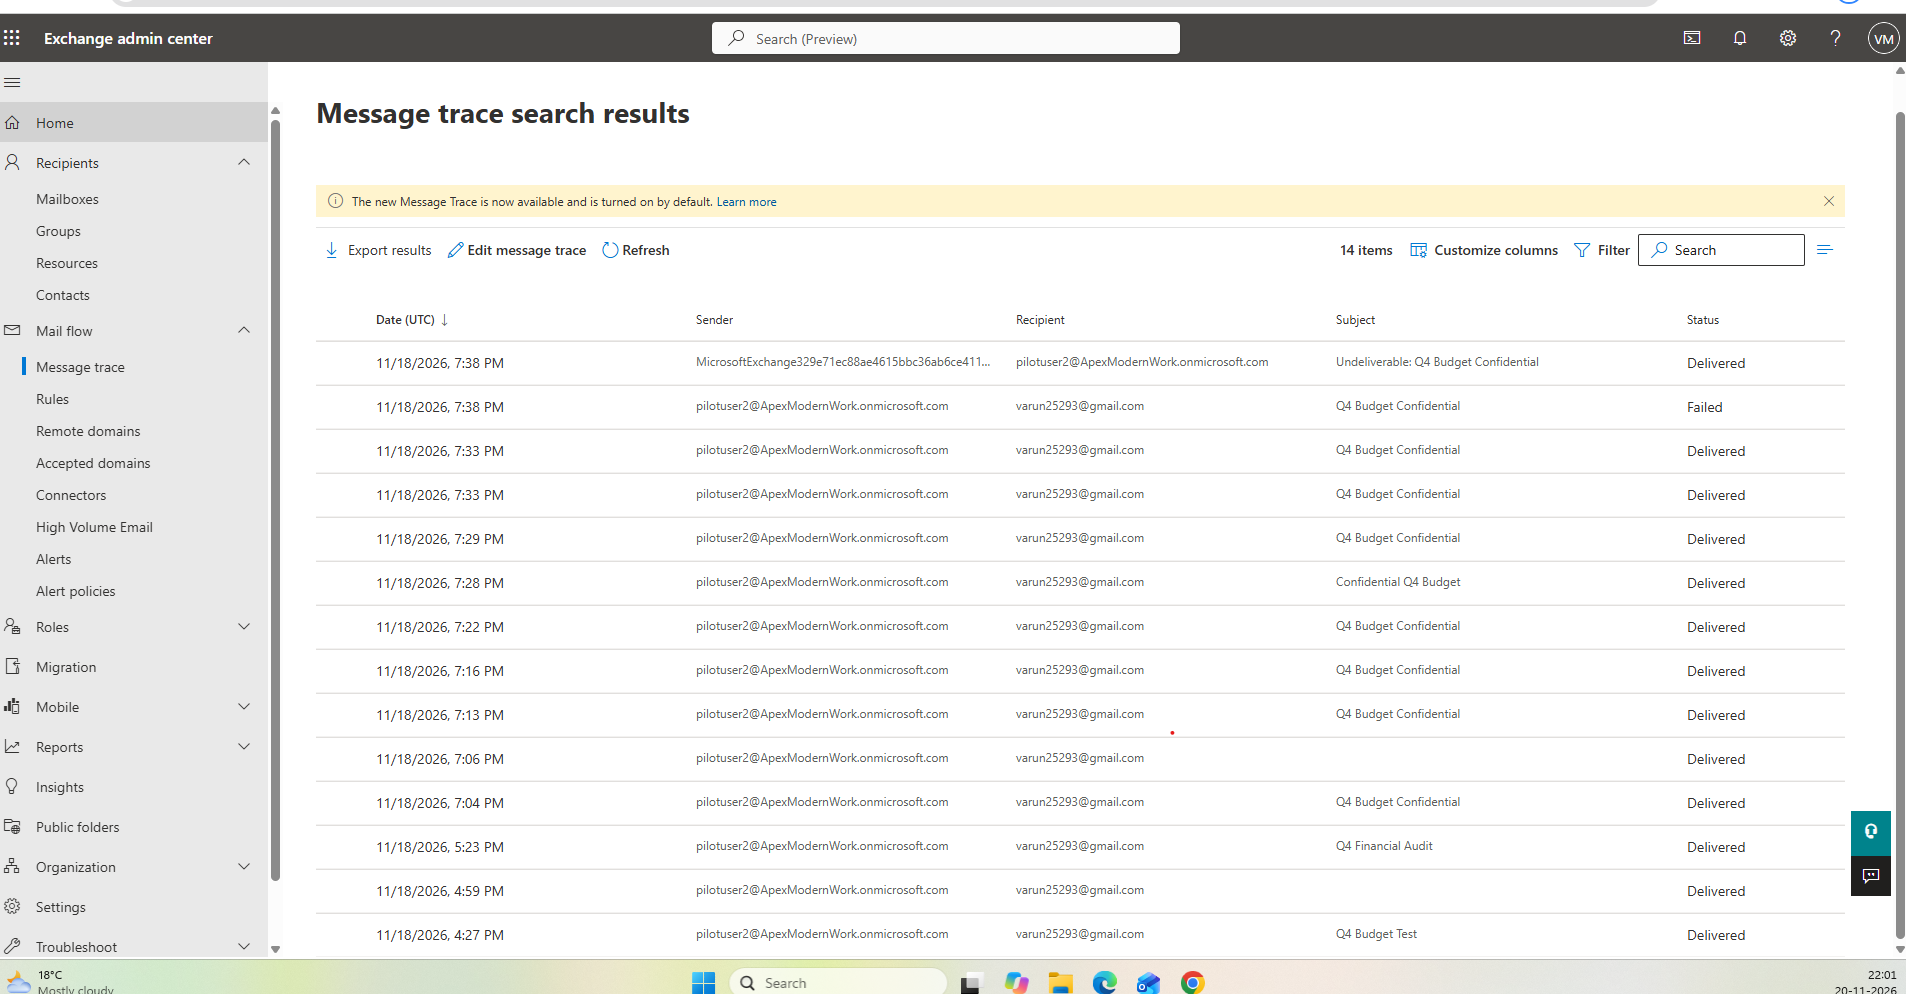 Exchange admin center
Search (Preview)
VM
Home
Recipients
Mailboxes
Groups
Resources
Contacts
Mail flow
Message trace
Rules
Remote domains
Accepted domains
Connectors
High Volume Email
Alerts
Alert policies
Roles
Migration
Mobile
Reports
Insights
Public folders
Organization
Settings
Troubleshoot
Message trace search results
The new Message Trace is now available and is turned on by default. Learn more
Export results Edit message trace Refresh 14 items Customize columns Filter Search
Date (UTC) ↓ Sender Recipient Subject Status
11/18/2026, 7:38 PM MicrosoftExchange329e71ec88ae4615bbc36ab6ce411... pilotuser2@ApexModernWork.onmicrosoft.com Undeliverable: Q4 Budget Confidential Delivered
11/18/2026, 7:38 PM pilotuser2@ApexModernWork.onmicrosoft.com varun25293@gmail.com Q4 Budget Confidential Failed
11/18/2026, 7:33 PM pilotuser2@ApexModernWork.onmicrosoft.com varun25293@gmail.com Q4 Budget Confidential Delivered
11/18/2026, 7:33 PM pilotuser2@ApexModernWork.onmicrosoft.com varun25293@gmail.com Q4 Budget Confidential Delivered
11/18/2026, 7:29 PM pilotuser2@ApexModernWork.onmicrosoft.com varun25293@gmail.com Q4 Budget Confidential Delivered
11/18/2026, 7:28 PM pilotuser2@ApexModernWork.onmicrosoft.com varun25293@gmail.com Confidential Q4 Budget Delivered
11/18/2026, 7:22 PM pilotuser2@ApexModernWork.onmicrosoft.com varun25293@gmail.com Q4 Budget Confidential Delivered
11/18/2026, 7:16 PM pilotuser2@ApexModernWork.onmicrosoft.com varun25293@gmail.com Q4 Budget Confidential Delivered
11/18/2026, 7:13 PM pilotuser2@ApexModernWork.onmicrosoft.com varun25293@gmail.com Q4 Budget Confidential Delivered
11/18/2026, 7:06 PM pilotuser2@ApexModernWork.onmicrosoft.com varun25293@gmail.com Delivered
11/18/2026, 7:04 PM pilotuser2@ApexModernWork.onmicrosoft.com varun25293@gmail.com Q4 Budget Confidential Delivered
11/18/2026, 5:23 PM pilotuser2@ApexModernWork.onmicrosoft.com varun25293@gmail.com Q4 Financial Audit Delivered
11/18/2026, 4:59 PM pilotuser2@ApexModernWork.onmicrosoft.com varun25293@gmail.com Delivered
11/18/2026, 4:27 PM pilotuser2@ApexModernWork.onmicrosoft.com varun25293@gmail.com Q4 Budget Test Delivered
18°C
Mostly cloudy
Search
22:01
20-11-2026